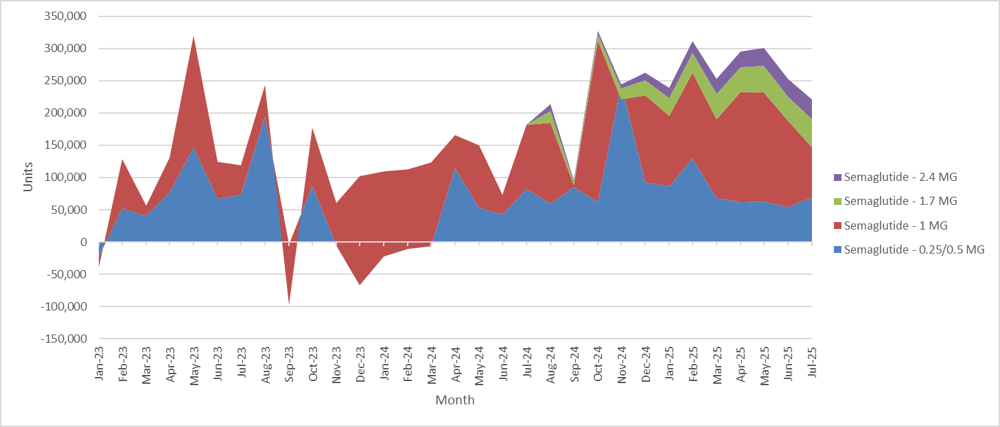 350,000
300,000
250,000
200,000
150,000
100,000
50,000
0
-50,000
-100,000
-150,000
Units
Jan-23
Feb-23
Mar-23
Apr-23
May-23
Jun-23
Jul-23
Aug-23
Sep-23
Oct-23
Nov-23
Dec-23
Jan-24
Feb-24
Mar-24
Apr-24
May-24
Jun-24
Jul-24
Aug-24
Sep-24
Oct-24
Nov-24
Dec-24
Jan-25
Feb-25
Mar-25
Apr-25
May-25
Jun-25
Jul-25
Month
Semaglutide - 2.4 MG
Semaglutide - 1.7 MG
Semaglutide - 1 MG
Semaglutide - 0.25/0.5 MG